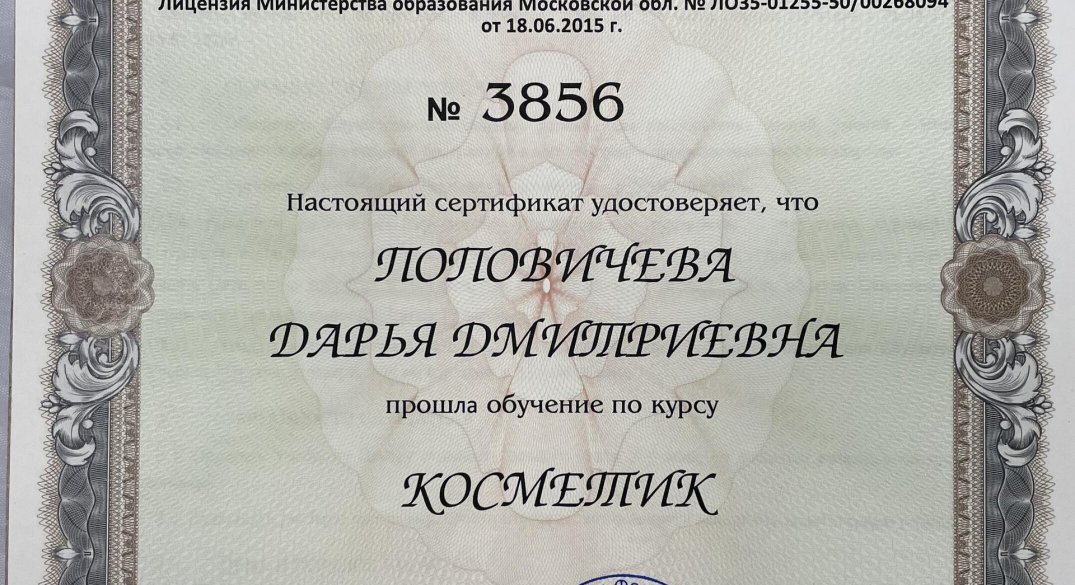 Лицензия Министерства образования Московской обл. № ЛО35-01255-50/00268094
от 18.06.2015 г.
№ 3856
Настоящий сертификат удостоверяет, что
ПОПОВИЧЕВА
ДАРЬЯ ДМИТРИЕВНА
прошла обучение по курсу
КОСМЕТИК